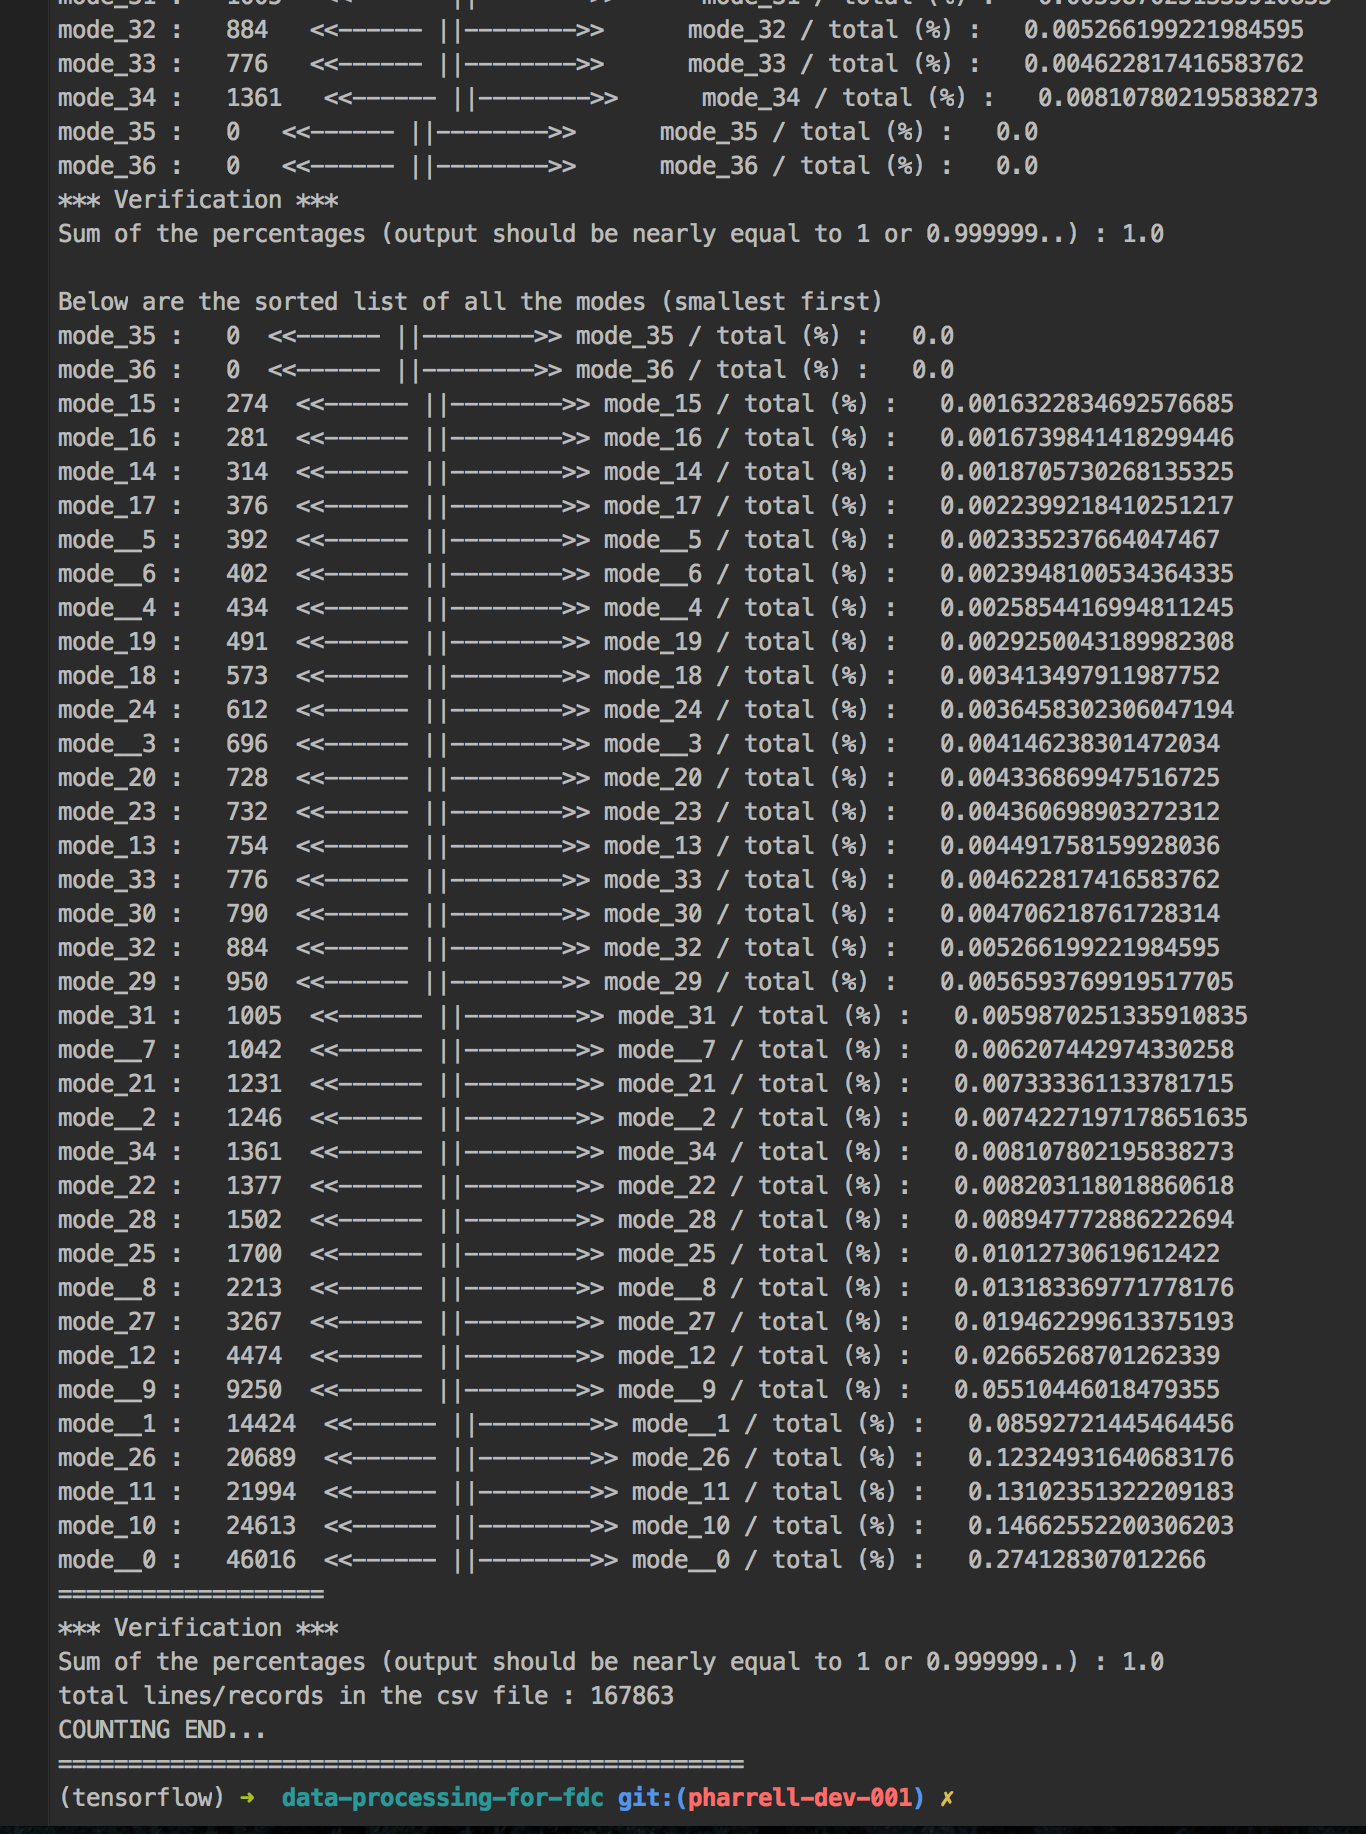 mode_32 :   884   <<------ ||-------->>      mode_32 / total (%) :   0.005266199221984595
mode_33 :   776   <<------ ||-------->>      mode_33 / total (%) :   0.004622817416583762
mode_34 :   1361   <<------ ||-------->>      mode_34 / total (%) :   0.008107802195838273
mode_35 :   0   <<------ ||-------->>      mode_35 / total (%) :   0.0
mode_36 :   0   <<------ ||-------->>      mode_36 / total (%) :   0.0
*** Verification ***
Sum of the percentages (output should be nearly equal to 1 or 0.999999..) : 1.0

Below are the sorted list of all the modes (smallest first)
mode_35 :   0  <<------ ||-------->> mode_35 / total (%) :   0.0
mode_36 :   0  <<------ ||-------->> mode_36 / total (%) :   0.0
mode_15 :   274  <<------ ||-------->> mode_15 / total (%) :   0.0016322834692576685
mode_16 :   281  <<------ ||-------->> mode_16 / total (%) :   0.0016739841418299446
mode_14 :   314  <<------ ||-------->> mode_14 / total (%) :   0.0018705730268135325
mode_17 :   376  <<------ ||-------->> mode_17 / total (%) :   0.0022399218410251217
mode__5 :   392  <<------ ||-------->> mode__5 / total (%) :   0.002335237664047467
mode__6 :   402  <<------ ||-------->> mode__6 / total (%) :   0.0023948100534364335
mode__4 :   434  <<------ ||-------->> mode__4 / total (%) :   0.0025854416994811245
mode_19 :   491  <<------ ||-------->> mode_19 / total (%) :   0.0029250043189982308
mode_18 :   573  <<------ ||-------->> mode_18 / total (%) :   0.003413497911987752
mode_24 :   612  <<------ ||-------->> mode_24 / total (%) :   0.0036458302306047194
mode__3 :   696  <<------ ||-------->> mode__3 / total (%) :   0.004146238301472034
mode_20 :   728  <<------ ||-------->> mode_20 / total (%) :   0.004336869947516725
mode_23 :   732  <<------ ||-------->> mode_23 / total (%) :   0.004360698903272312
mode_13 :   754  <<------ ||-------->> mode_13 / total (%) :   0.004491758159928036
mode_33 :   776  <<------ ||-------->> mode_33 / total (%) :   0.004622817416583762
mode_30 :   790  <<------ ||-------->> mode_30 / total (%) :   0.004706218761728314
mode_32 :   884  <<------ ||-------->> mode_32 / total (%) :   0.005266199221984595
mode_29 :   950  <<------ ||-------->> mode_29 / total (%) :   0.0056593769919517705
mode_31 :   1005  <<------ ||-------->> mode_31 / total (%) :   0.0059870251335910835
mode__7 :   1042  <<------ ||-------->> mode__7 / total (%) :   0.006207442974330258
mode_21 :   1231  <<------ ||-------->> mode_21 / total (%) :   0.007333361133781715
mode__2 :   1246  <<------ ||-------->> mode__2 / total (%) :   0.0074227197178651635
mode_34 :   1361  <<------ ||-------->> mode_34 / total (%) :   0.008107802195838273
mode_22 :   1377  <<------ ||-------->> mode_22 / total (%) :   0.008203118018860618
mode_28 :   1502  <<------ ||-------->> mode_28 / total (%) :   0.008947772886222694
mode_25 :   1700  <<------ ||-------->> mode_25 / total (%) :   0.01012730619612422
mode__8 :   2213  <<------ ||-------->> mode__8 / total (%) :   0.013183369771778176
mode_27 :   3267  <<------ ||-------->> mode_27 / total (%) :   0.019462299613375193
mode_12 :   4474  <<------ ||-------->> mode_12 / total (%) :   0.02665268701262339
mode__9 :   9250  <<------ ||-------->> mode__9 / total (%) :   0.05510446018479355
mode__1 :   14424  <<------ ||-------->> mode__1 / total (%) :   0.08592721445464456
mode_26 :   20689  <<------ ||-------->> mode_26 / total (%) :   0.12324931640683176
mode_11 :   21994  <<------ ||-------->> mode_11 / total (%) :   0.13102351322209183
mode_10 :   24613  <<------ ||-------->> mode_10 / total (%) :   0.14662552200306203
mode__0 :   46016  <<------ ||-------->> mode__0 / total (%) :   0.274128307012266
===================
*** Verification ***
Sum of the percentages (output should be nearly equal to 1 or 0.999999..) : 1.0
total lines/records in the csv file : 167863
COUNTING END...
=================================================
(tensorflow) ➜  data-processing-for-fdc git:(pharrell-dev-001) ✗